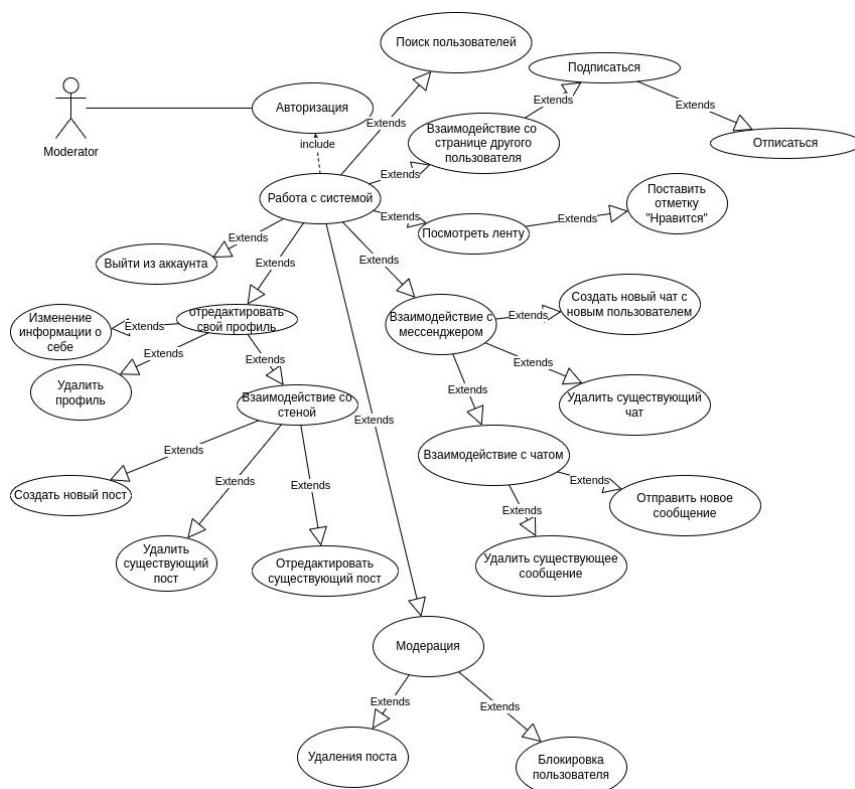 Поиск пользователей
Подписаться
Авторизация
Extends
Extends
Extends
Moderator
include
Взаимодействие со
странице другого
пользователя
Отписаться
Extends
Работа с системой
Поставить
отметку
"Нравится"
Extends
Extends
Посмотреть ленту
Extends
Выйти из аккаунта
Extends
Extends
Создать новый чат с
новым пользователем
Изменение
информации о
себе
Extends
отредактировать
свой профиль
Взаимодействие с
мессенджером
Extends
Extends
Extends
Extends
Удалить
профиль
Взаимодействие со
стеной
Extends
Удалить существующий
чат
Extends
Extends
Взаимодействие с чатом
Extends
Extends
Extends
Создать новый пост
Отправить новое
сообщение
Extends
Удалить
существующий
пост
Отредактировать
существующий пост
Удалить существующее
сообщение
Модерация
Extends
Extends
Удаления поста
Блокировка
пользователя